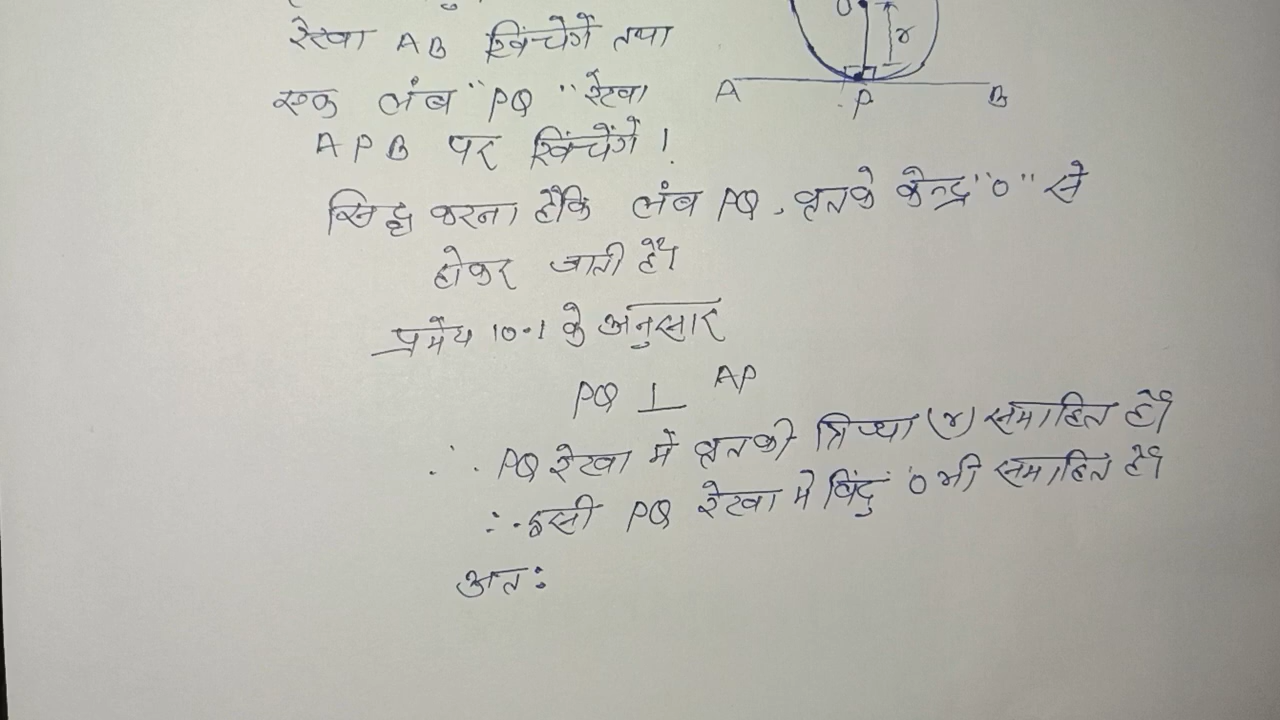 रेखा AB खिंचेगें तथा
एक लंब "PQ" रेखा
APB पर खिंचेंगें।
O
r
A
P
B
सिद्ध करना है कि लंब PQ, वृत के केन्द्र "O" से
होकर जाती है।
प्रमेय 10.1 के अनुसार
PQ ⊥ AP
∴ PQ रेखा में वृत की त्रिज्या (r) समाहित है।
∴ इसी PQ रेखा मे बिंदु 'O' भी समाहित है।
अत: